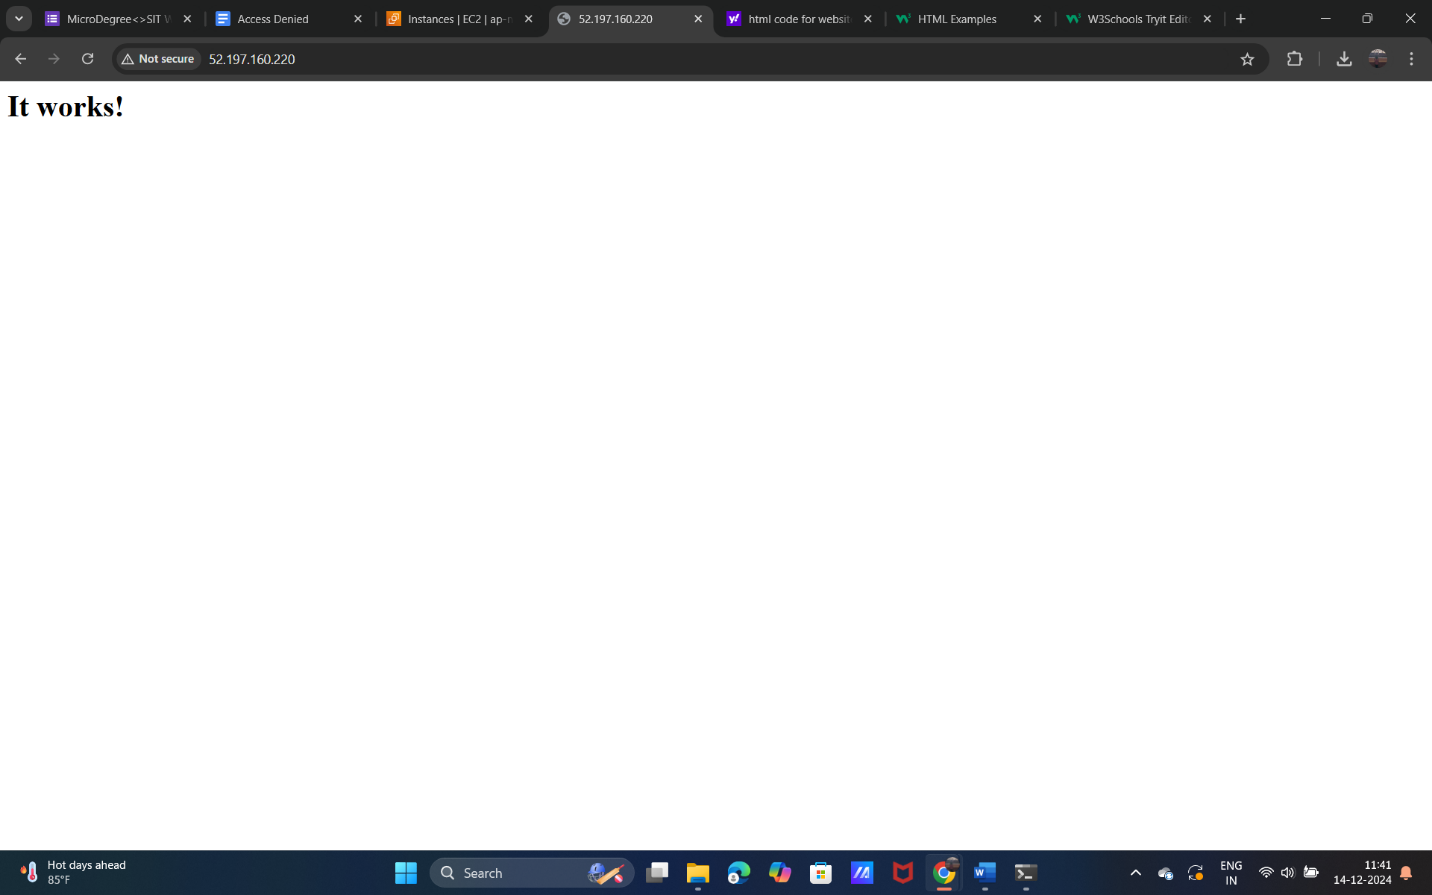 MicroDegree<>SIT W
Access Denied
Instances | EC2 | ap-n
52.197.160.220
html code for websit
HTML Examples
W3Schools Tryit Edit
Not secure
52.197.160.220
It works!
Hot days ahead
85°F
Search
ENG
IN
11:41
14-12-2024